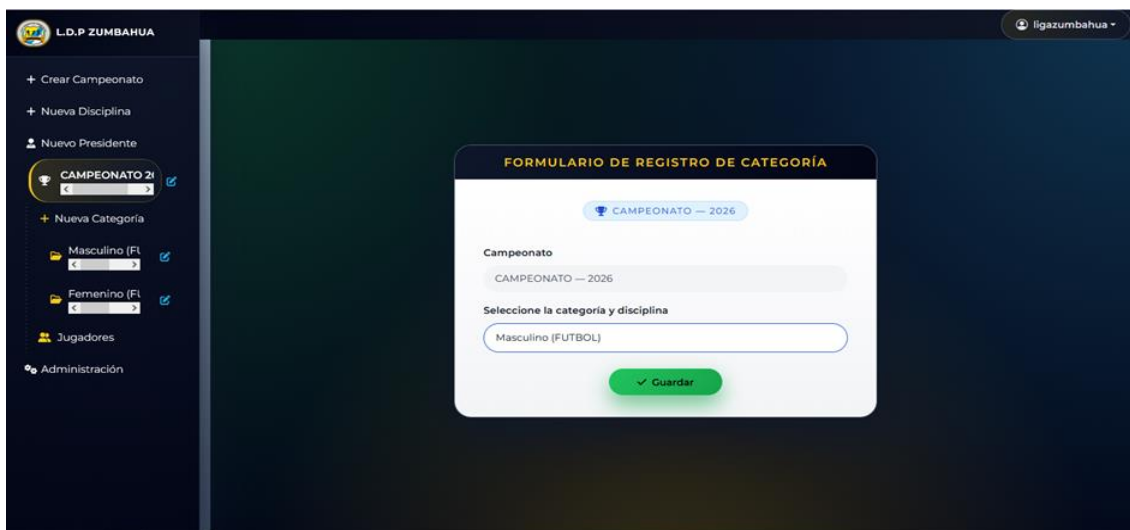 L.D.P ZUMBAHUA
ligazumbahua
Crear Campeonato
Nueva Disciplina
Nuevo Presidente
CAMPEONATO 2
Nueva Categoría
Masculino (FU
Femenino (FU
Jugadores
Administración
FORMULARIO DE REGISTRO DE CATEGORÍA
CAMPEONATO — 2026
Campeonato
CAMPEONATO — 2026
Seleccione la categoría y disciplina
Masculino (FUTBOL)
Guardar